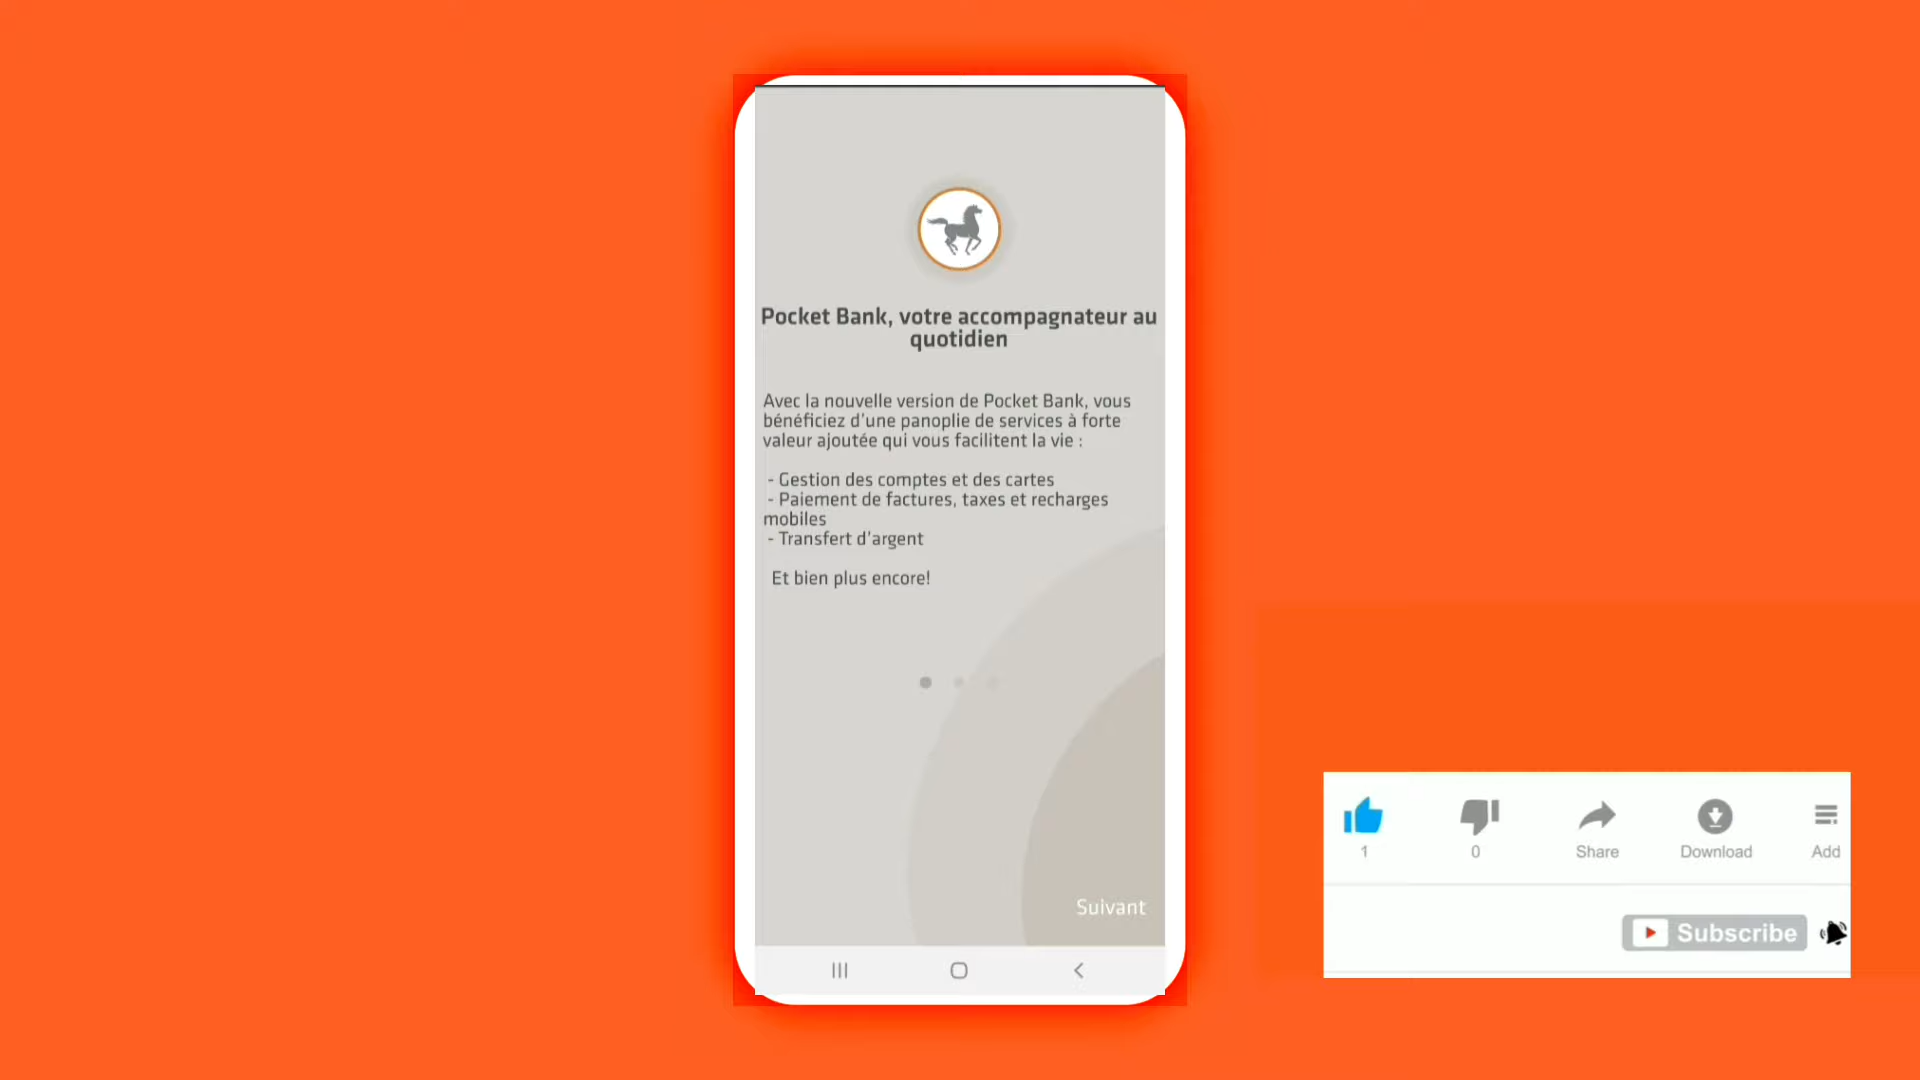 Pocket Bank, votre accompagnateur au
quotidien
Avec la nouvelle version de Pocket Bank, vous
bénéficiez d'une panoplie de services à forte
valeur ajoutée qui vous facilitent la vie :
- Gestion des comptes et des cartes
- Paiement de factures, taxes et recharges
mobiles
- Transfert d'argent
Et bien plus encore!
Suivant
1
0
Share
Download
Add
Subscribe